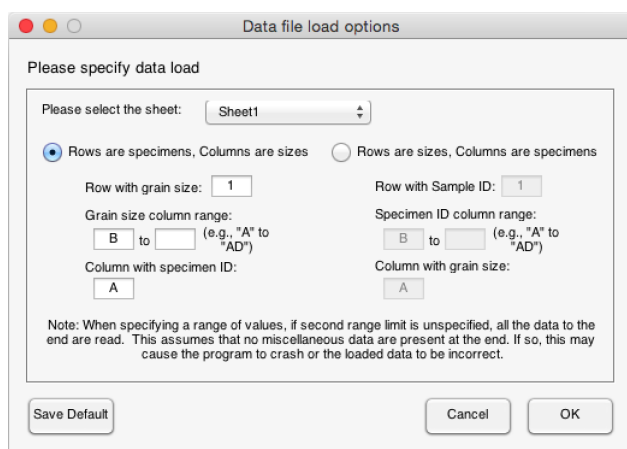 Data file load options
Please specify data load
Please select the sheet: Sheet1
Rows are specimens, Columns are sizes Rows are sizes, Columns are specimens
Row with grain size: 1 Row with Sample ID: 1
Grain size column range: Specimen ID column range:
B to (e.g., "A" to "AD") B to (e.g., "A" to "AD")
Column with specimen ID: Column with grain size:
A A
Note: When specifying a range of values, if second range limit is unspecified, all the data to the
end are read. This assumes that no miscellaneous data are present at the end. If so, this may
cause the program to crash or the loaded data to be incorrect.
Save Default Cancel OK